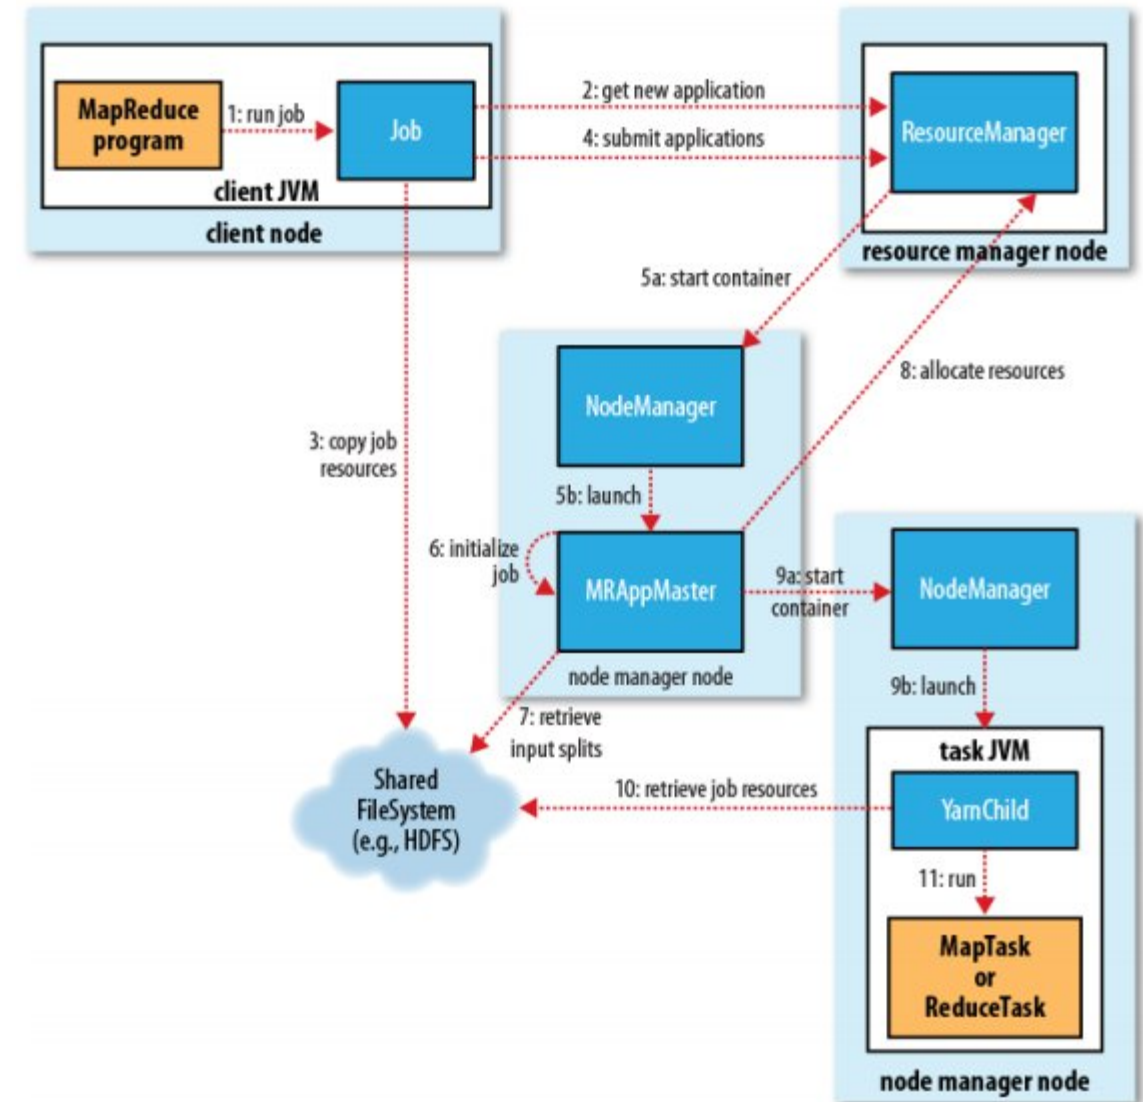 MapReduce
program
1: run job
Job
client JVM
client node
2: get new application
4: submit applications
ResourceManager
resource manager node
5a: start container
8: allocate resources
3: copy job
resources
NodeManager
5b: launch
6: initialize
job
MRAppMaster
node manager node
9a: start
container
NodeManager
9b: launch
7: retrieve
input splits
Shared
FileSystem
(e.g., HDFS)
10: retrieve job resources
task JVM
YarnChild
11: run
MapTask
or
ReduceTask
node manager node